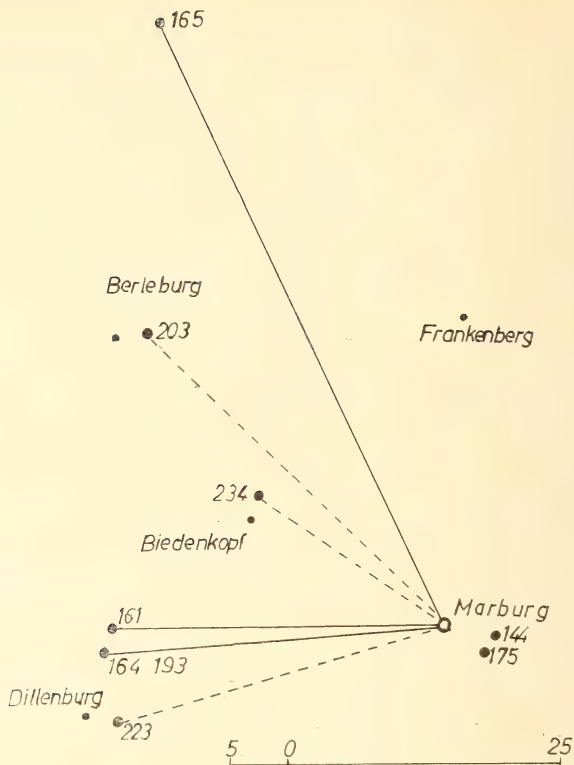 165
Berleburg
203
Frankenberg
234
Biedenkopf
Marburg
161
144
164 193
175
Dillenburg
223
5 0 25